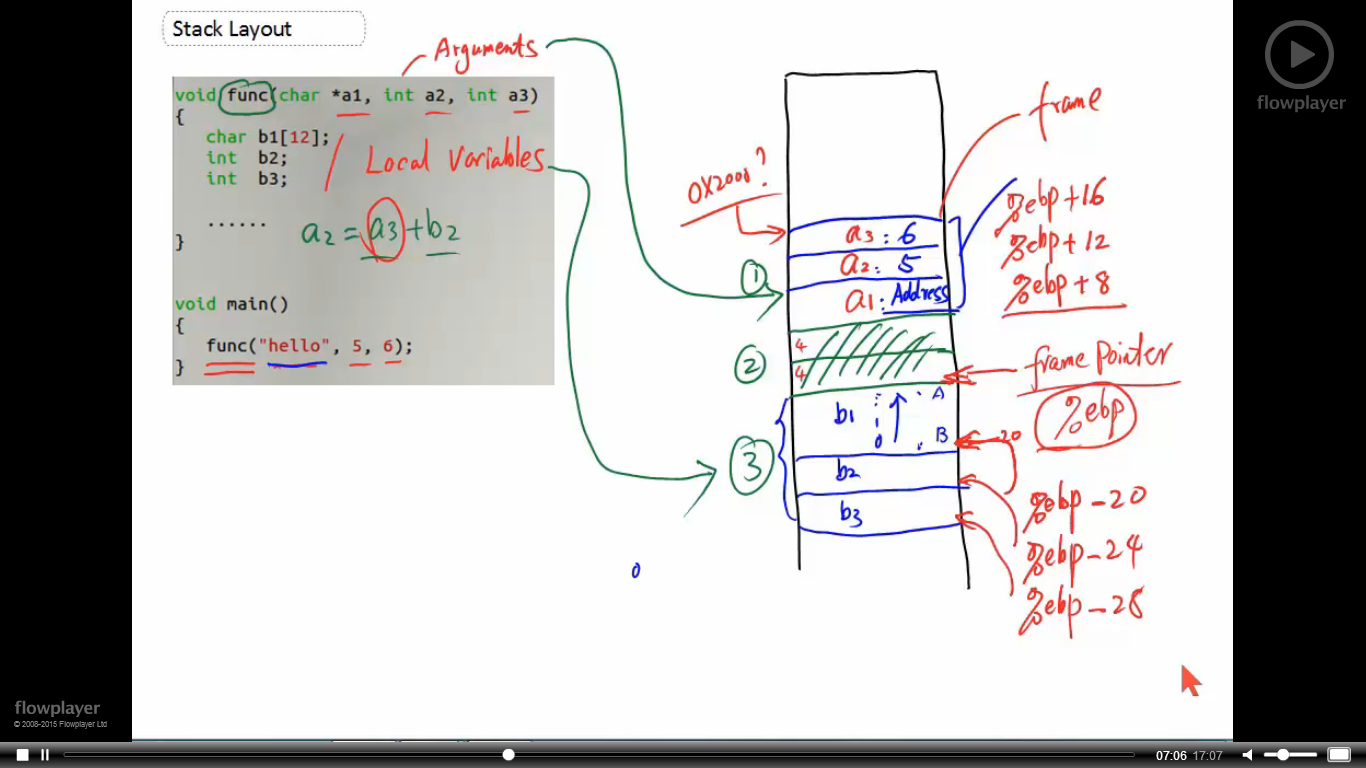 Stack Layout
Arguments
void func(char *a1, int a2, int a3)
{
char b1[12];
int b2;
int b3;
Local Variables
......
a2 = a3 + b2
}
void main()
{
func("hello", 5, 6);
}
frame
0x2000?
a3 : 6
a2 : 5
a1 : Address
①
②
③
4
4
b1
A
0
B
b2
b3
%ebp+16
%ebp+12
%ebp+8
frame pointer
%ebp
-20
%ebp-20
%ebp-24
%ebp-28
0
flowplayer
flowplayer
© 2008-2015 Flowplayer Ltd
07:06 17:07